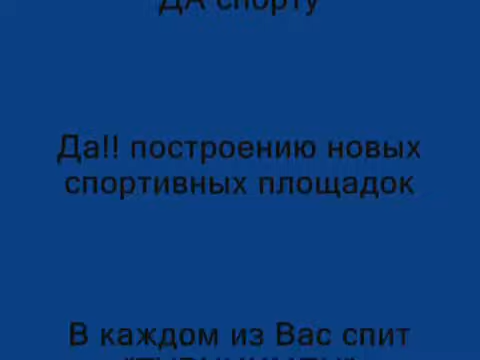 ДА спорту
Да!! построению новых
спортивных площадок
В каждом из Вас спит